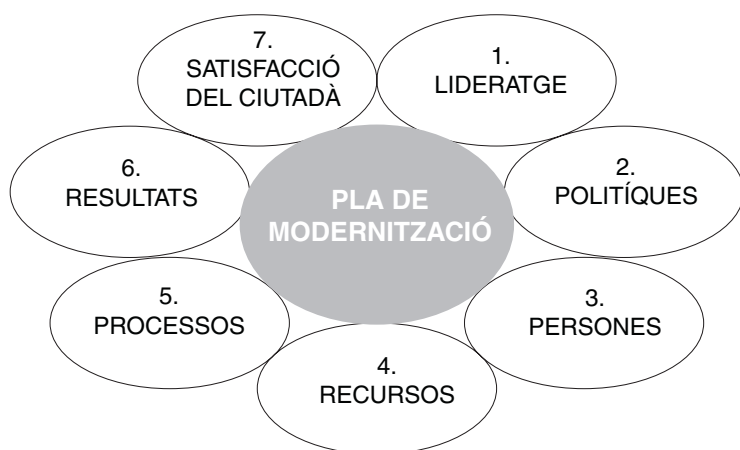 PLA DE
MODERNITZACIÓ
1.
LIDERATGE
2.
POLITÍQUES
3.
PERSONES
4.
RECURSOS
5.
PROCESSOS
6.
RESULTATS
7.
SATISFACCIÓ
DEL CIUTADÀ